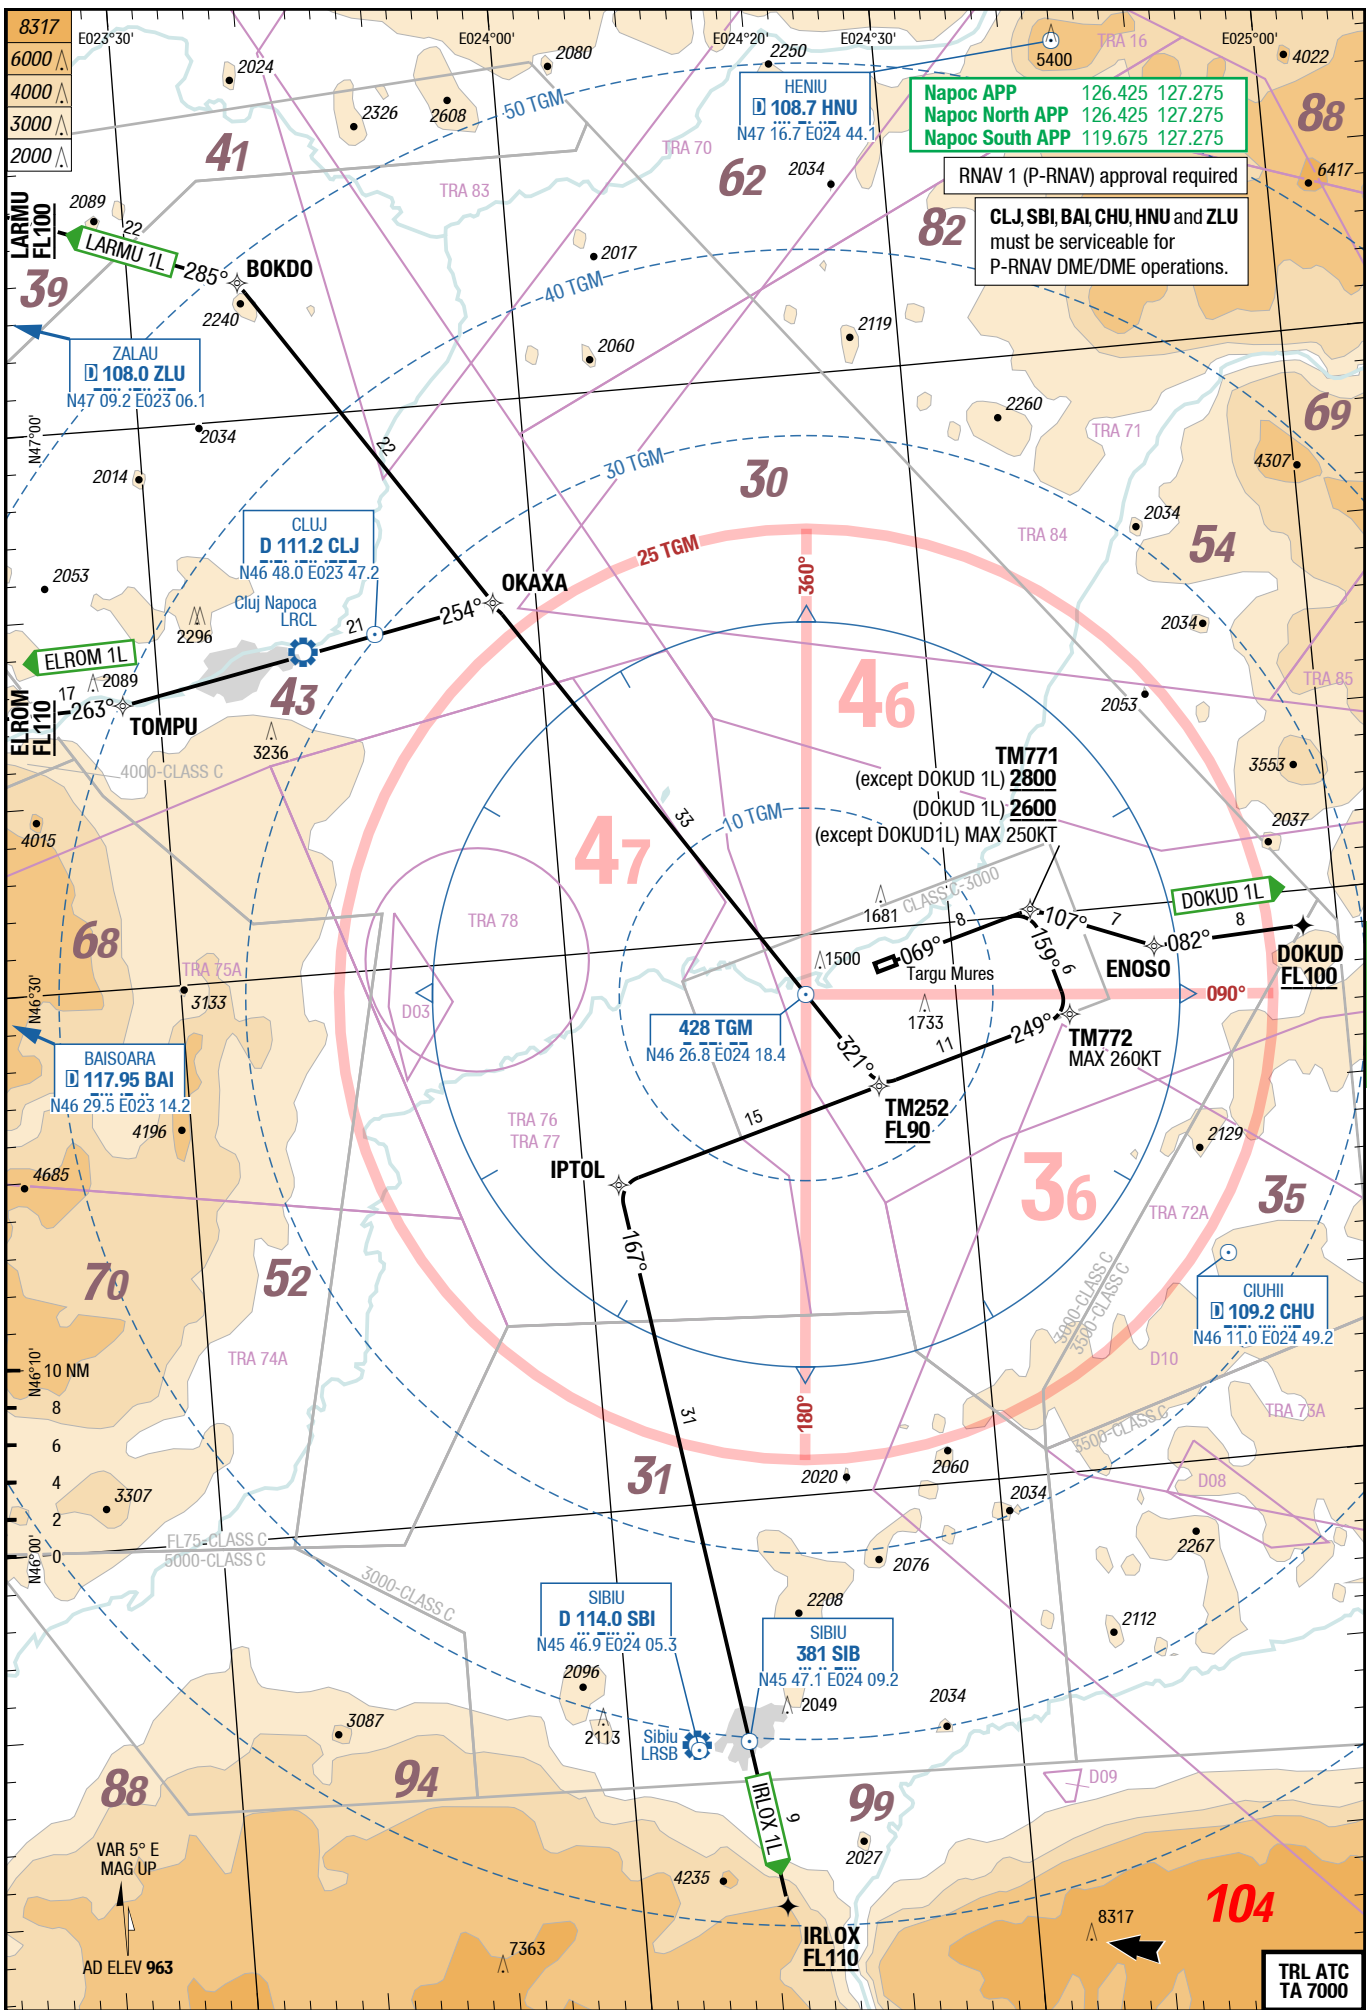 8317
6000
4000
3000
2000
E023°30'
E024°00'
E024°20'
E024°30'
E025°00'
2024
2326
2608
2080
2250
5400
TRA 16
4022
50 TGM
HENIU
D 108.7 HNU
N47 16.7 E024 44.1
Napoc APP 126.425 127.275
Napoc North APP 126.425 127.275
Napoc South APP 119.675 127.275
88
41
TRA 70
TRA 83
62
2034
RNAV 1 (P-RNAV) approval required
6417
82
CLJ, SBI, BAI, CHU, HNU and ZLU
must be serviceable for
P-RNAV DME/DME operations.
LARMU
FL100
2089
22
LARMU 1L
285°
BOKDO
39
2240
2017
40 TGM
2119
2060
ZALAU
D 108.0 ZLU
N47 09.2 E023 06.1
N47°00'
2034
22
2014
30 TGM
30
2260
TRA 71
69
4307
2034
54
TRA 84
25 TGM
360°
CLUJ
D 111.2 CLJ
N46 48.0 E023 47.2
2053
Cluj Napoca
LRCL
2296
21
254°
OKAXA
2034
ELROM 1L
ELROM
FL110
17
2089
263°
TOMPU
43
3236
46
TRA 85
2053
4000-CLASS C
3553
TM771
(except DOKUD 1L) 2800
(DOKUD 1L) 2600
(except DOKUD1L) MAX 250KT
33
10 TGM
4015
47
2037
1681
CLASS C-3000
DOKUD 1L
TRA 78
8
107°
7
8
68
TRA 75A
3133
D03
1500
069°
Targu Mures
159°
6
082°
ENOSO
DOKUD
FL100
N46°30'
090°
BAISOARA
D 117.95 BAI
N46 29.5 E023 14.2
428 TGM
N46 26.8 E024 18.4
1733
321°
11
249°
TM772
MAX 260KT
TM252
FL90
4196
TRA 76
TRA 77
15
2129
4685
IPTOL
36
35
TRA 72A
167°
70
52
3000-CLASS C
3500-CLASS C
CIUHII
D 109.2 CHU
N46 11.0 E024 49.2
TRA 74A
D10
N46°10'
10 NM
8
6
4
2
0
180°
31
TRA 73A
3500-CLASS C
31
2020
2060
D08
3307
2034
2267
FL75-CLASS C
5000-CLASS C
N46°00'
3000-CLASS C
2076
2208
2112
SIBIU
D 114.0 SBI
N45 46.9 E024 05.3
SIBIU
381 SIB
N45 47.1 E024 09.2
2096
2113
2049
2034
Sibiu
LRSB
3087
88
94
IRLOX 1L
9
99
D09
2027
VAR 5° E
MAG UP
4235
AD ELEV 963
7363
IRLOX
FL110
8317
104
TRL ATC
TA 7000